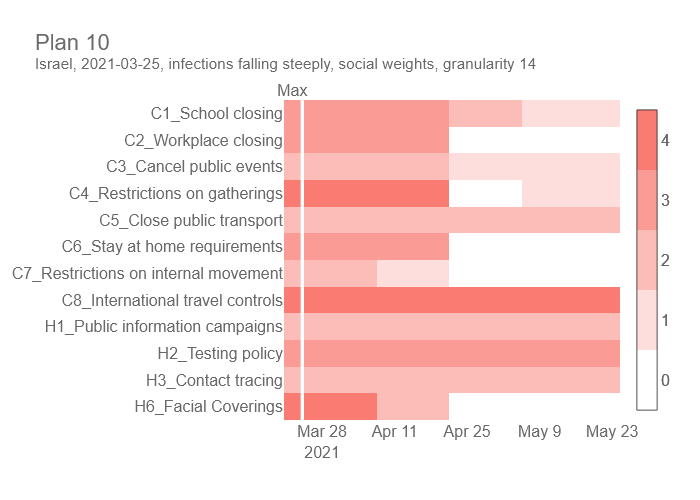 Plan 10
Israel, 2021-03-25, infections falling steeply, social weights, granularity 14
Max
C1_School closing
C2_Workplace closing
C3_Cancel public events
C4_Restrictions on gatherings
C5_Close public transport
C6_Stay at home requirements
C7_Restrictions on internal movement
C8_International travel controls
H1_Public information campaigns
H2_Testing policy
H3_Contact tracing
H6_Facial Coverings
4
3
2
1
0
Mar 28 Apr 11 Apr 25 May 9 May 23
2021